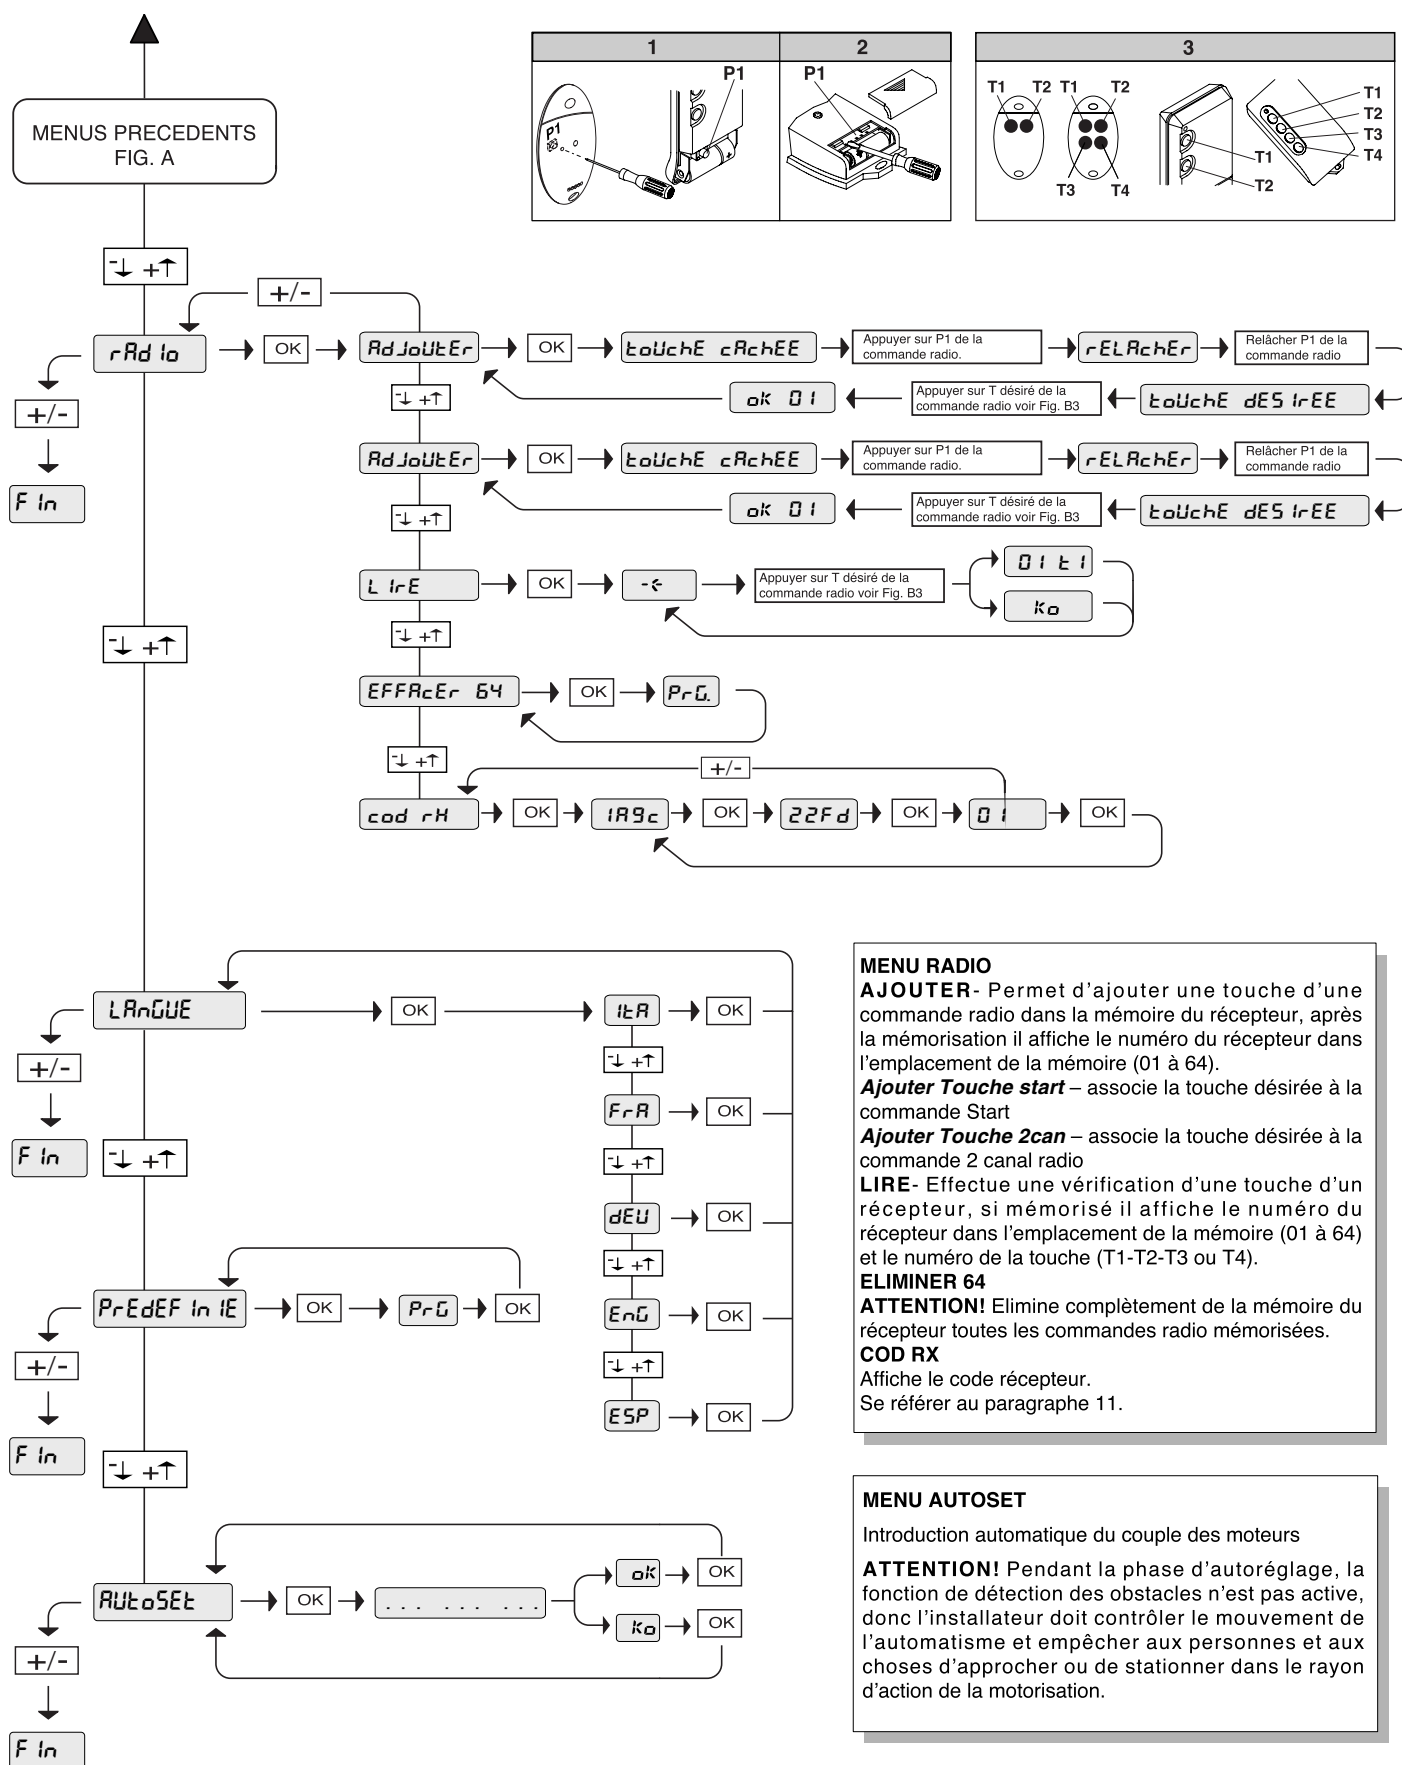 MENUS PRECEDENTS
FIG. A
1
2
3
P1
P1
P1
T1
T2
T1
T2
T3
T4
T1
T2
T1
T2
T3
T4
-↓ +↑
+/-
rAdIo
OK
AdJoUtEr
OK
toUchE cAchEE
Appuyer sur P1 de la
commande radio.
rELAchEr
Relâcher P1 de la
commande radio
+/-
FIn
-↓ +↑
oK 01
Appuyer sur T désiré de la
commande radio voir Fig. B3
toUchE dESIrEE
AdJoUtEr
OK
toUchE cAchEE
Appuyer sur P1 de la
commande radio.
rELAchEr
Relâcher P1 de la
commande radio
-↓ +↑
oK 01
Appuyer sur T désiré de la
commande radio voir Fig. B3
toUchE dESIrEE
LIrE
OK
Appuyer sur T désiré de la
commande radio voir Fig. B3
01 t1
Ko
-↓ +↑
-↓ +↑
EFFAcEr 64
OK
PrG.
-↓ +↑
+/-
cod rH
OK
1A9c
OK
22Fd
OK
01
OK
LAnGUE
OK
+/-
FIn
-↓ +↑
ItA
OK
-↓ +↑
FrA
OK
-↓ +↑
dEU
OK
-↓ +↑
EnG
OK
-↓ +↑
ESP
OK
PrEdEFInIE
OK
PrG
OK
+/-
FIn
-↓ +↑
AUtoSEt
OK
... ... ...
oK
OK
Ko
OK
+/-
FIn
MENU RADIO
AJOUTER- Permet d'ajouter une touche d'une
commande radio dans la mémoire du récepteur, après
la mémorisation il affiche le numéro du récepteur dans
l'emplacement de la mémoire (01 à 64).
Ajouter Touche start – associe la touche désirée à la
commande Start
Ajouter Touche 2can – associe la touche désirée à la
commande 2 canal radio
LIRE- Effectue une vérification d'une touche d'un
récepteur, si mémorisé il affiche le numéro du
récepteur dans l'emplacement de la mémoire (01 à 64)
et le numéro de la touche (T1-T2-T3 ou T4).
ELIMINER 64
ATTENTION! Elimine complètement de la mémoire du
récepteur toutes les commandes radio mémorisées.
COD RX
Affiche le code récepteur.
Se référer au paragraphe 11.
MENU AUTOSET
Introduction automatique du couple des moteurs
ATTENTION! Pendant la phase d'autoréglage, la
fonction de détection des obstacles n'est pas active,
donc l'installateur doit contrôler le mouvement de
l'automatisme et empêcher aux personnes et aux
choses d'approcher ou de stationner dans le rayon
d'action de la motorisation.